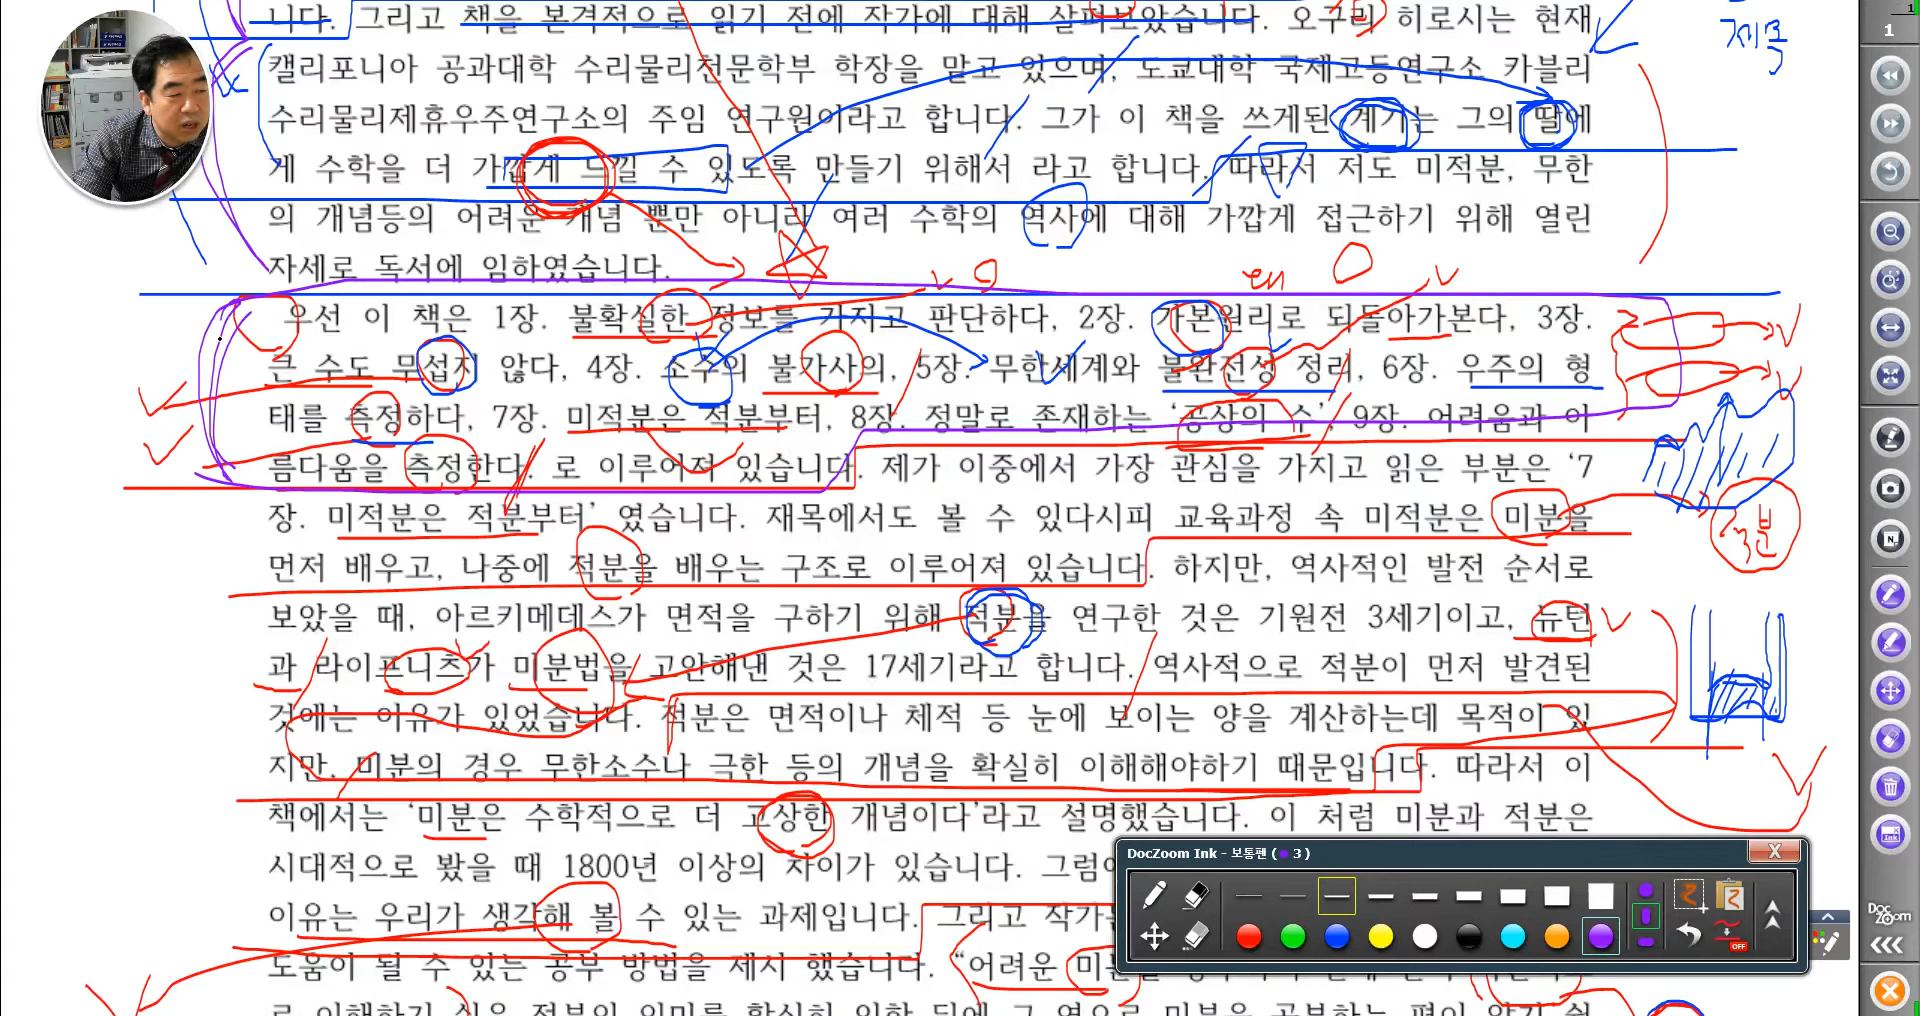 니다. 그리고 책을 본격적으로 읽기 전에 작가에 대해 살펴보았습니다. 오구리 히로시는 현재
캘리포니아 공과대학 수리물리천문학부 학장을 맡고 있으며, 도쿄대학 국제고등연구소 카블리
수리물리제휴우주연구소의 주임 연구원이라고 합니다. 그가 이 책을 쓰게된 계기는 그의 딸에
게 수학을 더 가깝게 느낄 수 있도록 만들기 위해서 라고 합니다. 따라서 저도 미적분, 무한
의 개념등의 어려운 개념 뿐만 아니라 여러 수학의 역사에 대해 가깝게 접근하기 위해 열린
자세로 독서에 임하였습니다.
우선 이 책은 1장. 불확실한 정보를 가지고 판단하다, 2장. 기본원리로 되돌아가본다, 3장.
큰 수도 무섭지 않다, 4장. 소수의 불가사의, 5장. 무한세계와 불완전성 정리, 6장. 우주의 형
태를 측정하다, 7장. 미적분은 적분부터, 8장. 정말로 존재하는 ‘공상의 수’, 9장. 어려움과 아
름다움을 측정한다. 로 이루어져 있습니다. 제가 이중에서 가장 관심을 가지고 읽은 부분은 ‘7
장. 미적분은 적분부터’ 였습니다. 재목에서도 볼 수 있다시피 교육과정 속 미적분은 미분을
먼저 배우고, 나중에 적분을 배우는 구조로 이루어져 있습니다. 하지만, 역사적인 발전 순서로
보았을 때, 아르키메데스가 면적을 구하기 위해 적분을 연구한 것은 기원전 3세기이고, 뉴턴
과 라이프니츠가 미분법을 고안해낸 것은 17세기라고 합니다. 역사적으로 적분이 먼저 발견된
것에는 이유가 있었습니다. 적분은 면적이나 체적 등 눈에 보이는 양을 계산하는데 목적이 있
지만, 미분의 경우 무한소수나 극한 등의 개념을 확실히 이해해야하기 때문입니다. 따라서 이
책에서는 ‘미분은 수학적으로 더 고상한 개념이다’라고 설명했습니다. 이 처럼 미분과 적분은
시대적으로 봤을 때 1800년 이상의 차이가 있습니다.
이유는 우리가 생각해 볼 수 있는 과제입니다. 그리고
도움이 될 수 있는 공부 방법을 제시 했습니다. “어려운
제목
적분
DocZoom Ink - 보통펜 ( 3 )
OFF
1
1
DocZoom